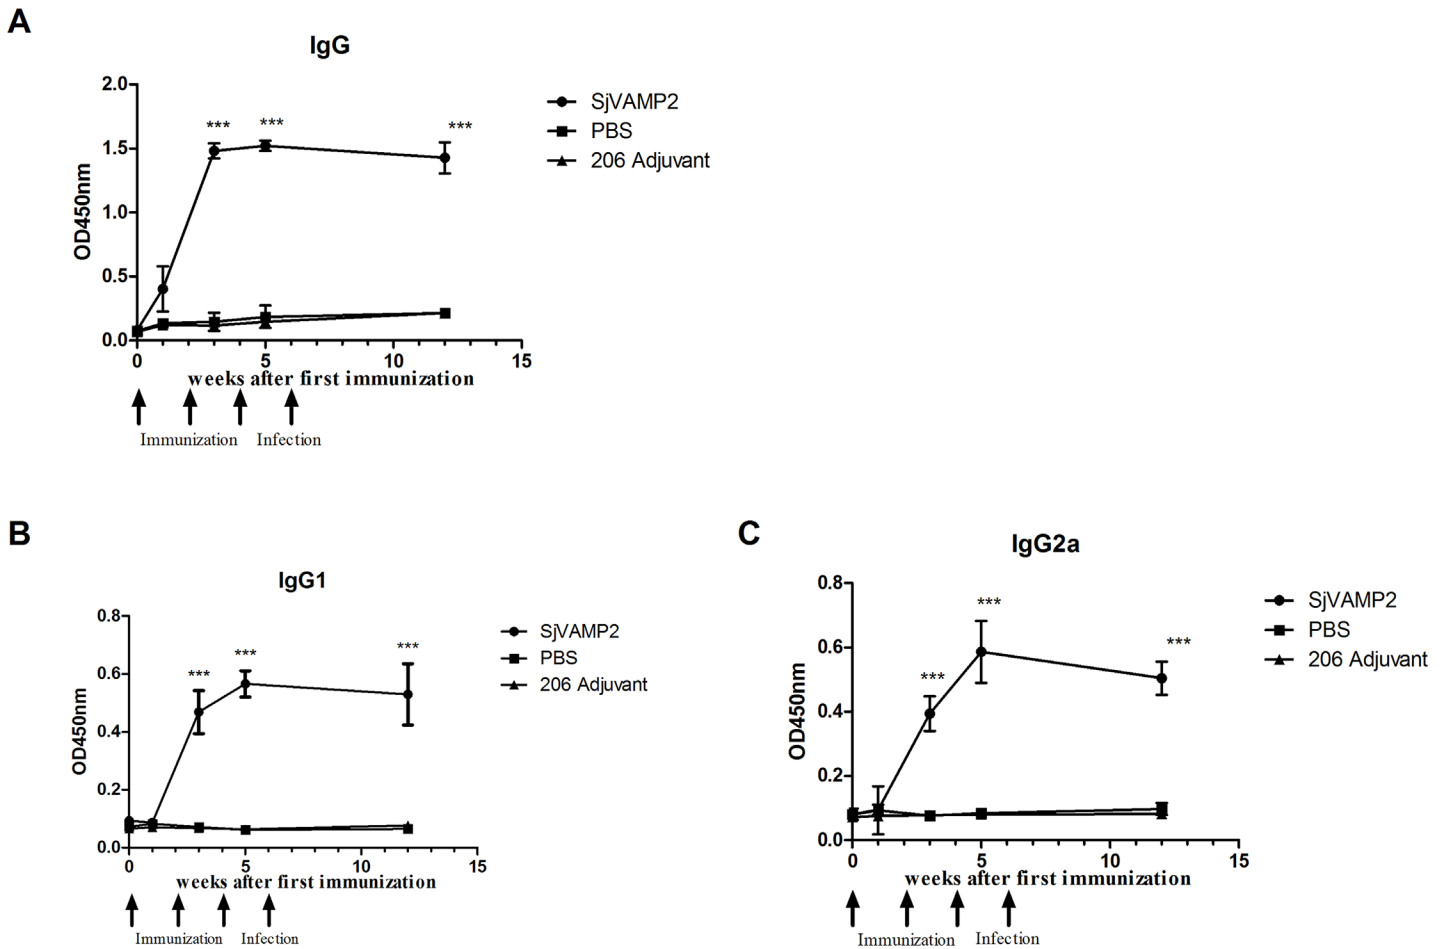 A
IgG
2.0
1.5
1.0
0.5
0.0
OD450nm
*** *** ***
SjVAMP2
PBS
206 Adjuvant
0 5 10 15
weeks after first immunization
Immunization Infection
B
IgG1
0.8
0.6
0.4
0.2
0.0
OD450nm
*** *** ***
SjVAMP2
PBS
206 Adjuvant
0 5 10 15
weeks after first immunization
Immunization Infection
C
IgG2a
0.8
0.6
0.4
0.2
0.0
OD450nm
*** *** ***
SjVAMP2
PBS
206 Adjuvant
0 5 10 15
weeks after first immunization
Immunization Infection